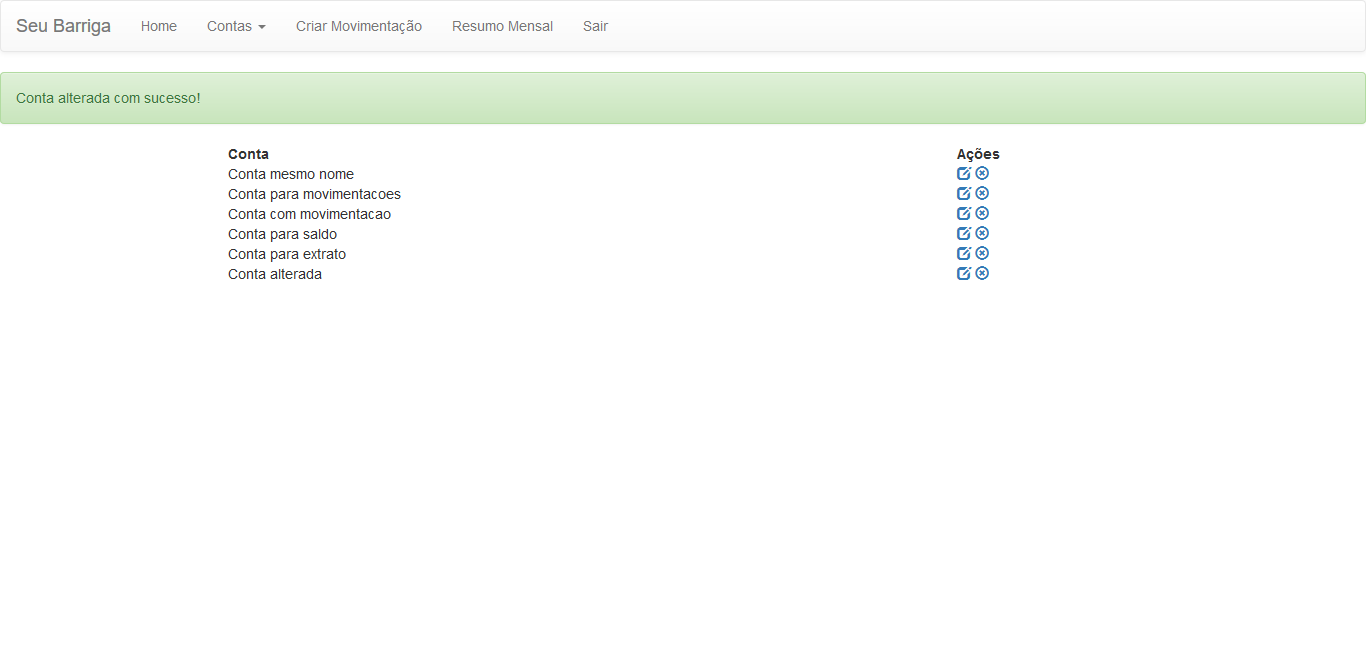 Seu Barriga Home Contas Criar Movimentação Resumo Mensal Sair
Conta alterada com sucesso!
Conta Ações
Conta mesmo nome
Conta para movimentacoes
Conta com movimentacao
Conta para saldo
Conta para extrato
Conta alterada